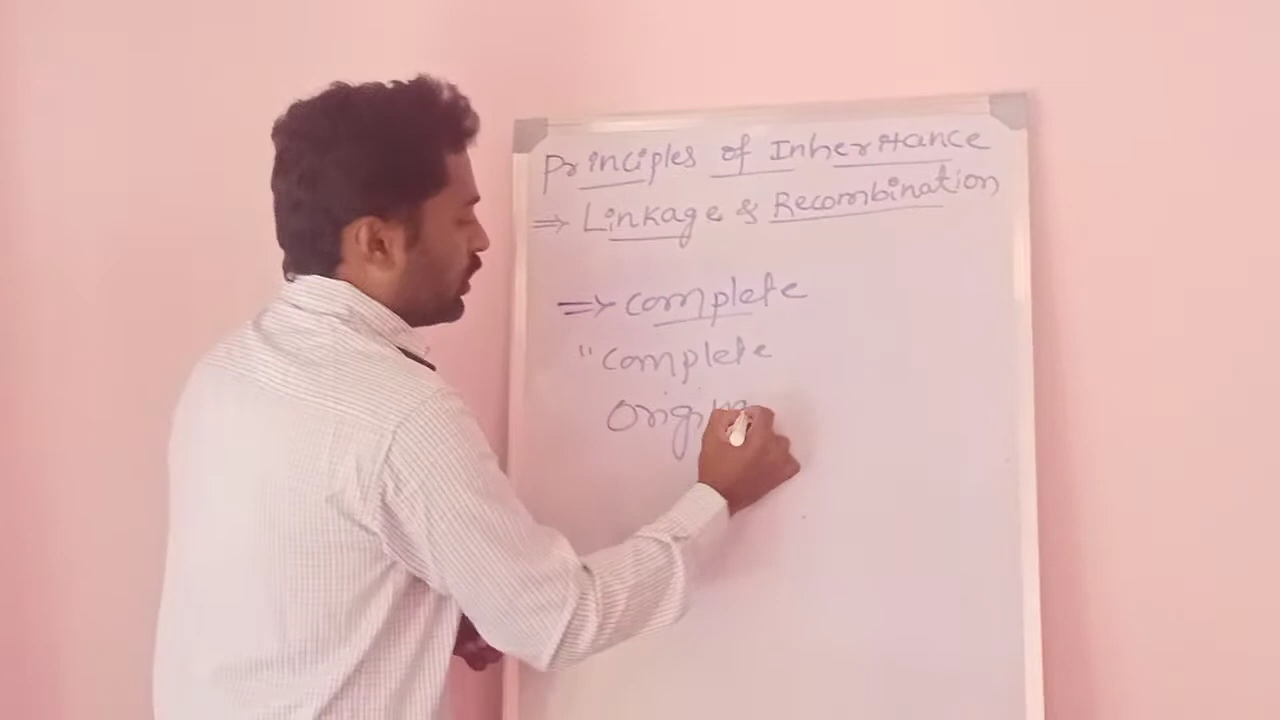 Principles of Inheritance
⇒ Linkage & Recombination
⇒ complete
" complete